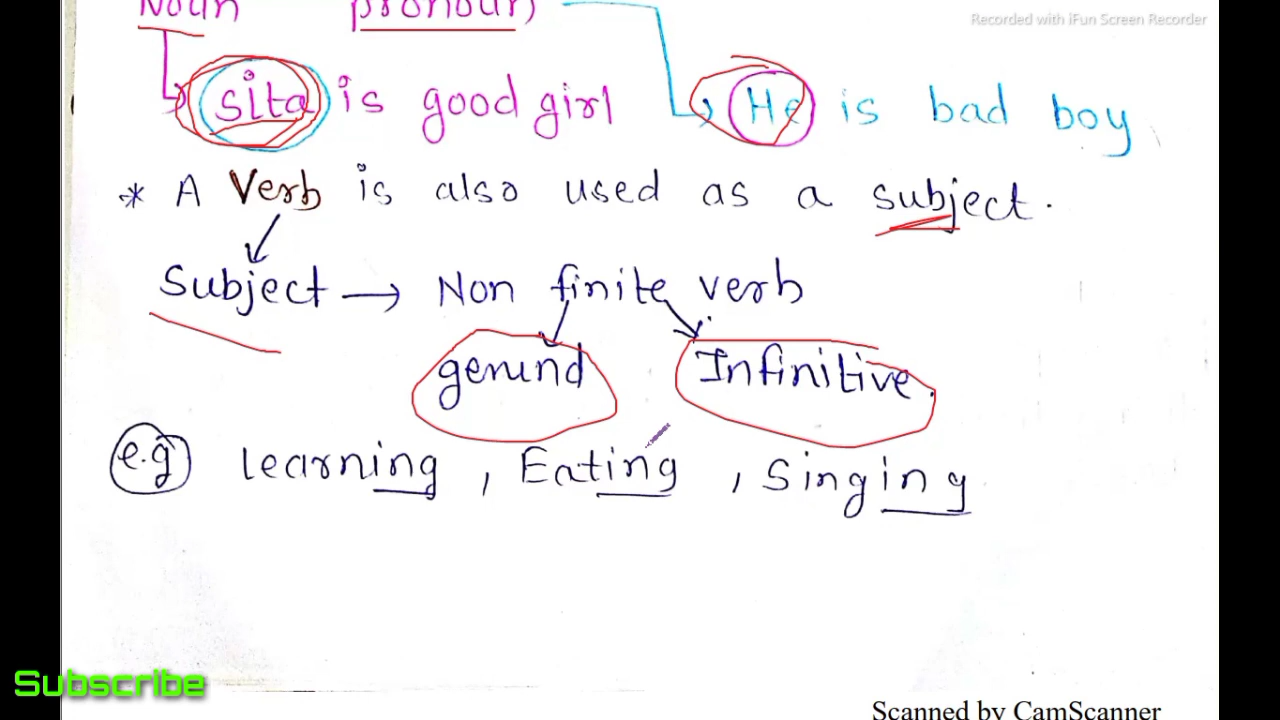 Noun pronoun
Recorded with iFun Screen Recorder
sita is good girl
He is bad boy
* A Verb is also used as a subject.
Subject → Non finite verb
gerund Infinitive.
e.g learning, Eating, Singing
Subscribe
Scanned by CamScanner